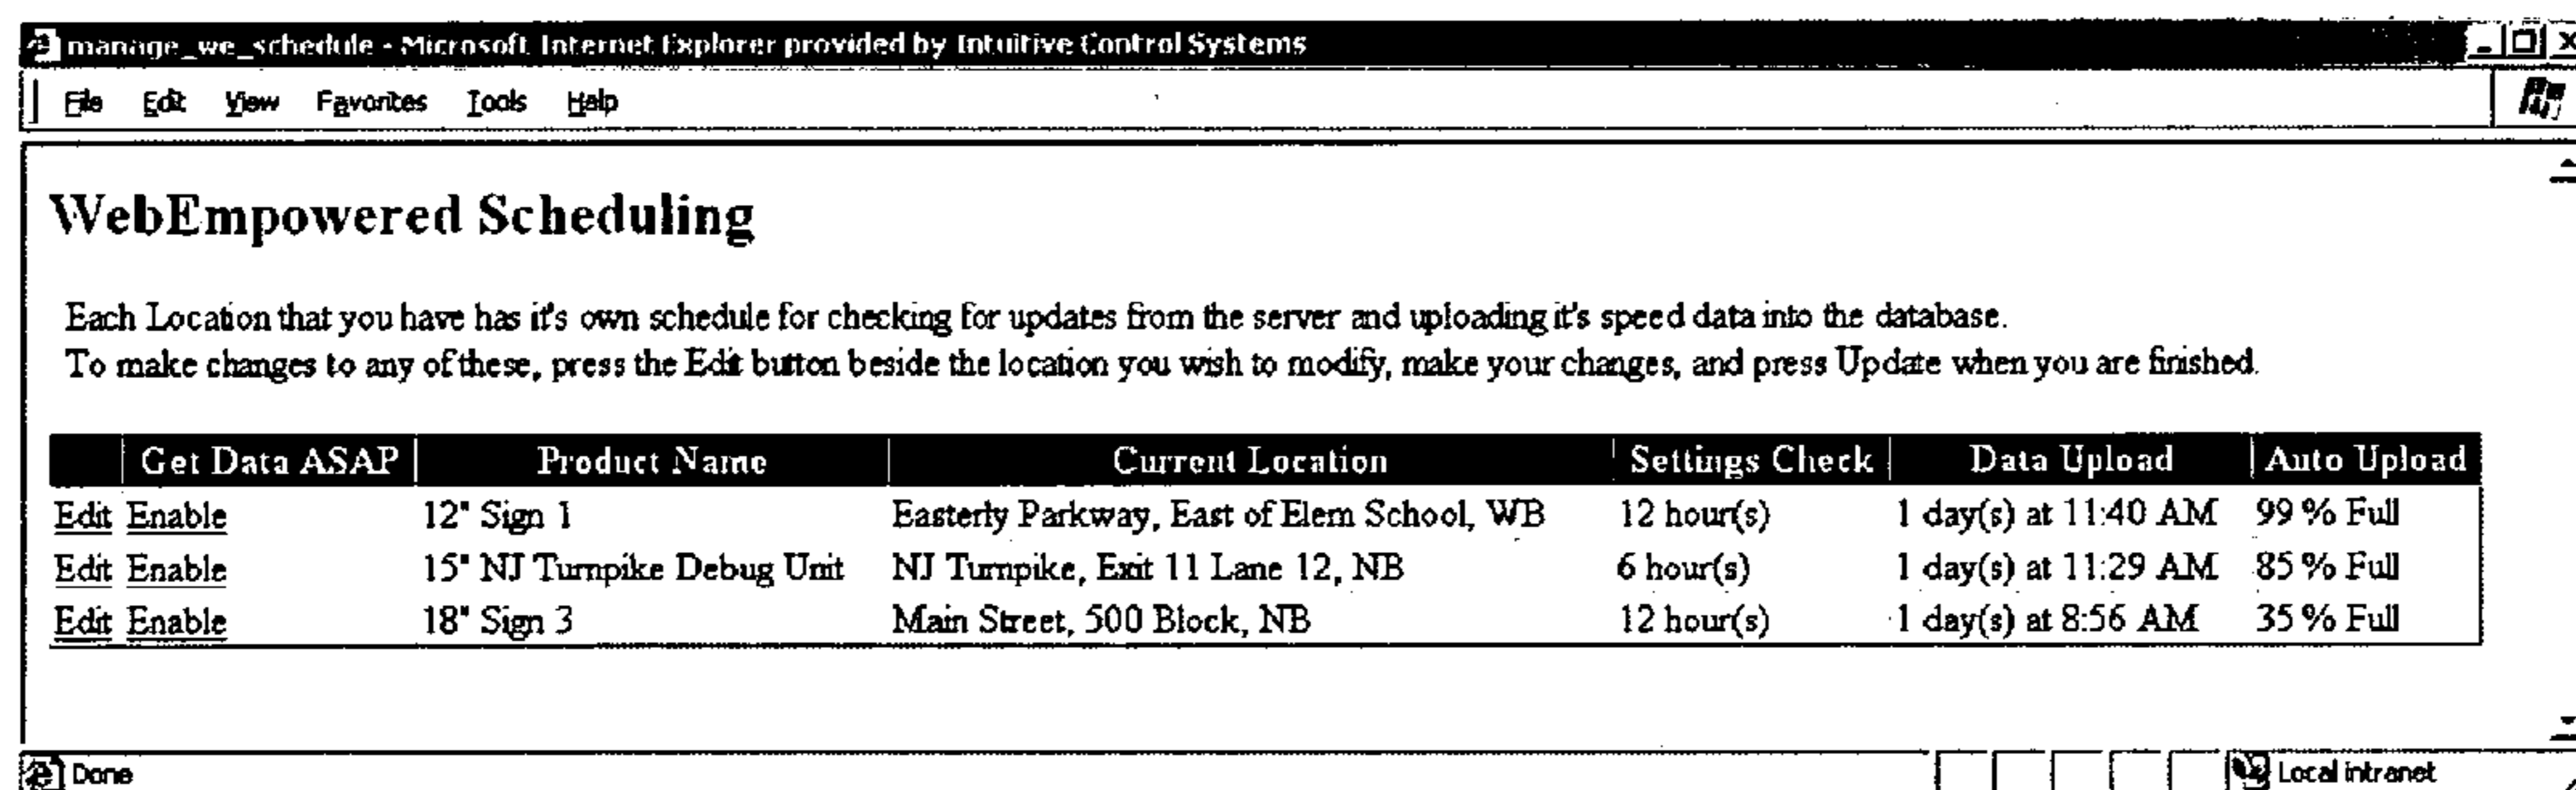 manage_we_schedule - Microsoft Internet Explorer provided by Intuitive Control Systems
File Edit View Favorites Tools Help
WebEmpowered Scheduling
Each Location that you have has it's own schedule for checking for updates from the server and uploading it's speed data into the database.
To make changes to any of these, press the Edit button beside the location you wish to modify, make your changes, and press Update when you are finished.
Get Data ASAP Product Name Current Location Settings Check Data Upload Auto Upload
Edit Enable 12" Sign 1 Easterly Parkway, East of Elem School, WB 12 hour(s) 1 day(s) at 11:40 AM 99 % Full
Edit Enable 15" NJ Turnpike Debug Unit NJ Turnpike, Exit 11 Lane 12, NB 6 hour(s) 1 day(s) at 11:29 AM 85 % Full
Edit Enable 18" Sign 3 Main Street, 500 Block, NB 12 hour(s) 1 day(s) at 8:56 AM 35 % Full
Done Local intranet